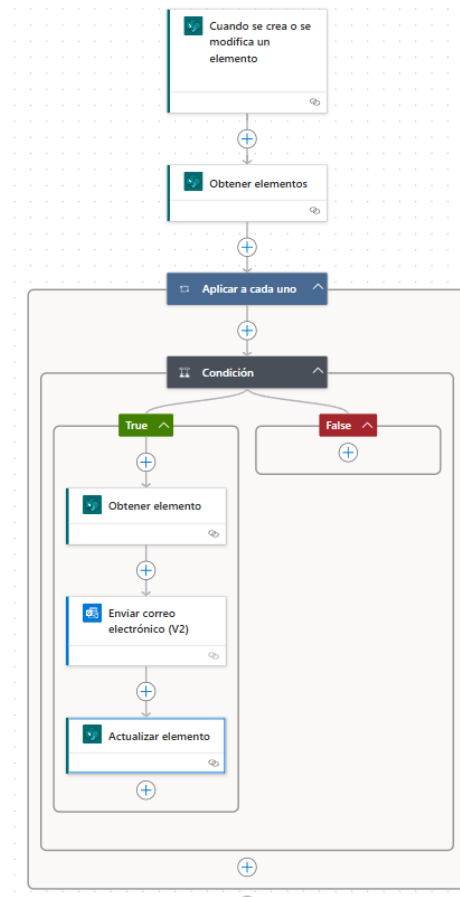 Cuando se crea o se
modifica un
elemento
Obtener elementos
Aplicar a cada uno
Condición
True
False
Obtener elemento
Enviar correo
electrónico (V2)
Actualizar elemento